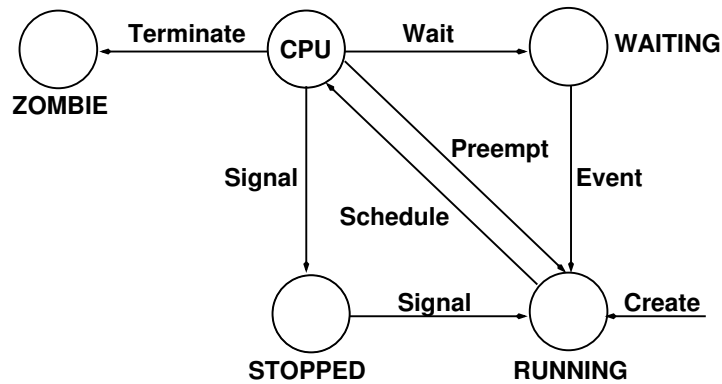 Terminate
CPU
Wait
WAITING
ZOMBIE
Preempt
Signal
Event
Schedule
Signal
Create
STOPPED
RUNNING